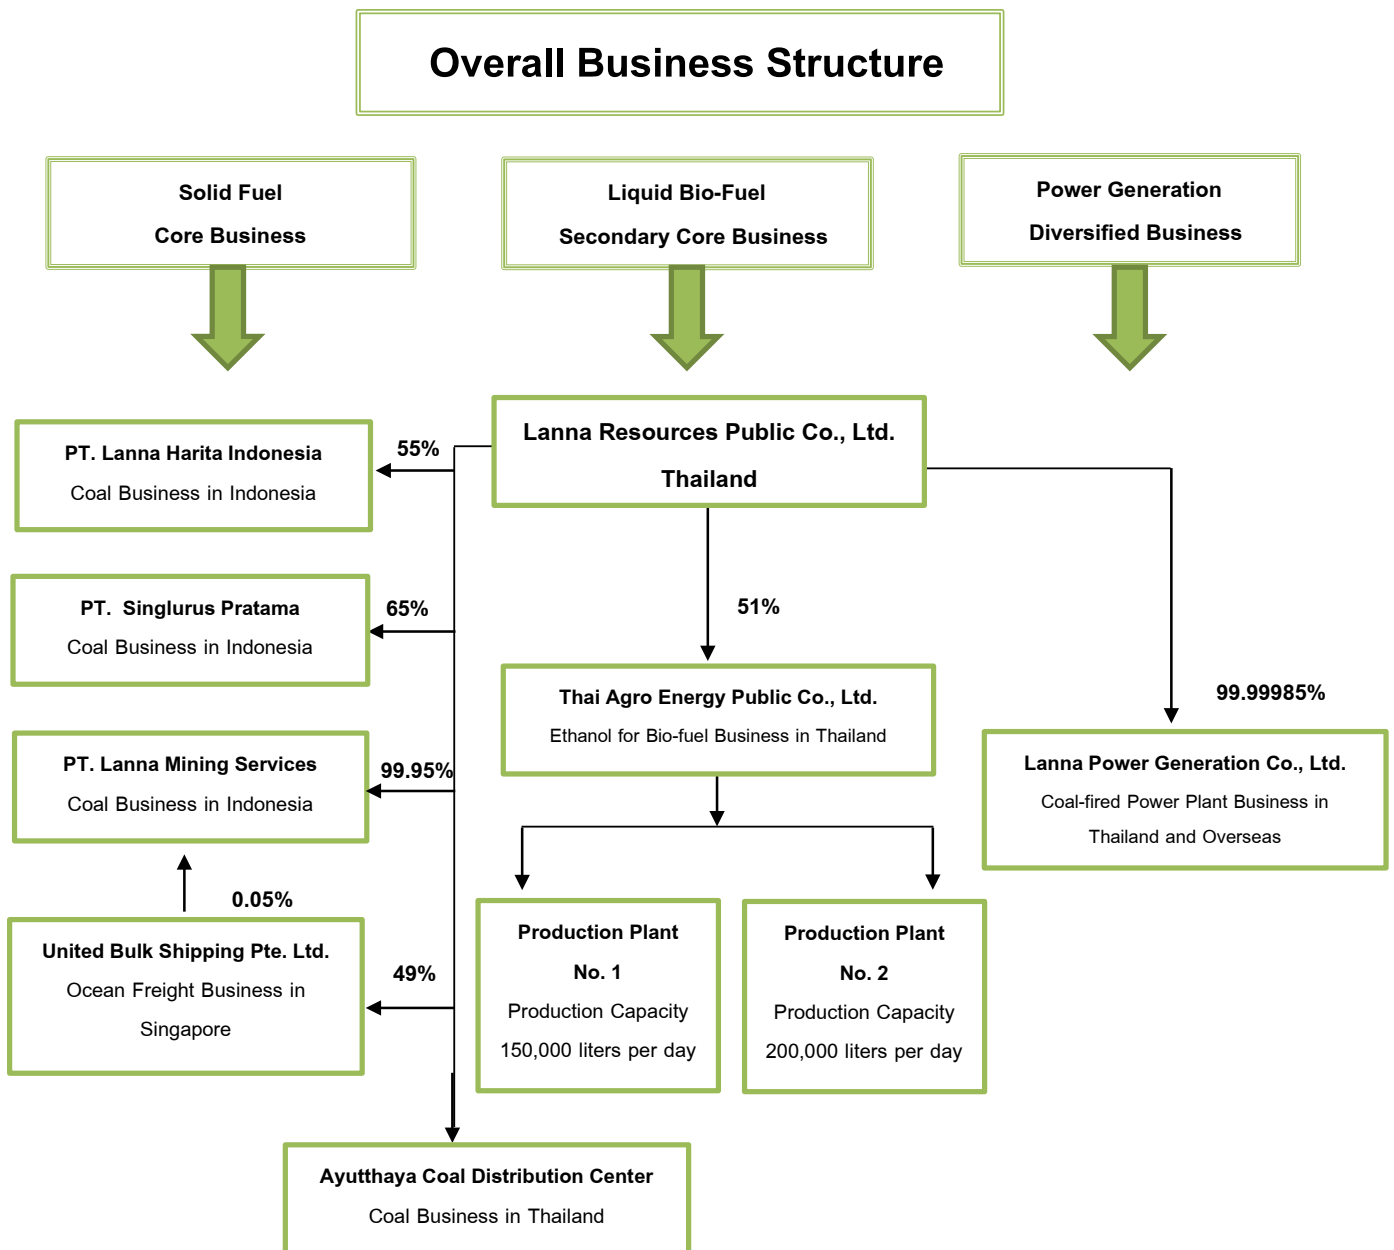 Overall Business Structure
Solid Fuel
Core Business
Liquid Bio-Fuel
Secondary Core Business
Power Generation
Diversified Business
Lanna Resources Public Co., Ltd.
Thailand
PT. Lanna Harita Indonesia
Coal Business in Indonesia
55%
PT. Singlurus Pratama
Coal Business in Indonesia
65%
51%
Thai Agro Energy Public Co., Ltd.
Ethanol for Bio-fuel Business in Thailand
99.99985%
Lanna Power Generation Co., Ltd.
Coal-fired Power Plant Business in
Thailand and Overseas
PT. Lanna Mining Services
Coal Business in Indonesia
99.95%
0.05%
United Bulk Shipping Pte. Ltd.
Ocean Freight Business in
Singapore
49%
Production Plant
No. 1
Production Capacity
150,000 liters per day
Production Plant
No. 2
Production Capacity
200,000 liters per day
Ayutthaya Coal Distribution Center
Coal Business in Thailand